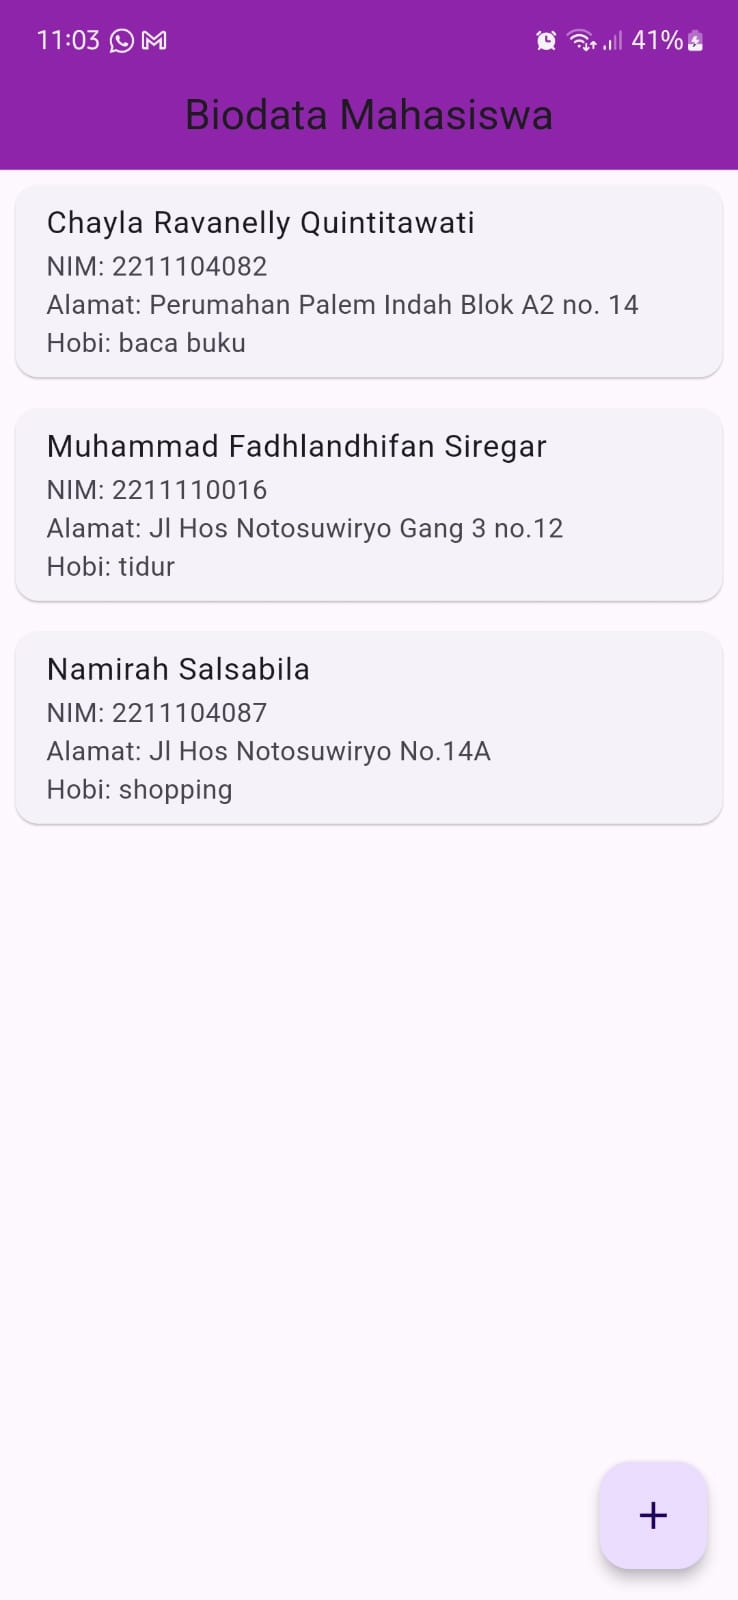 11:03 41%
Biodata Mahasiswa
Chayla Ravanelly Quintitawati
NIM: 2211104082
Alamat: Perumahan Palem Indah Blok A2 no. 14
Hobi: baca buku
Muhammad Fadhlandhifan Siregar
NIM: 2211110016
Alamat: Jl Hos Notosuwiryo Gang 3 no.12
Hobi: tidur
Namirah Salsabila
NIM: 2211104087
Alamat: Jl Hos Notosuwiryo No.14A
Hobi: shopping
+